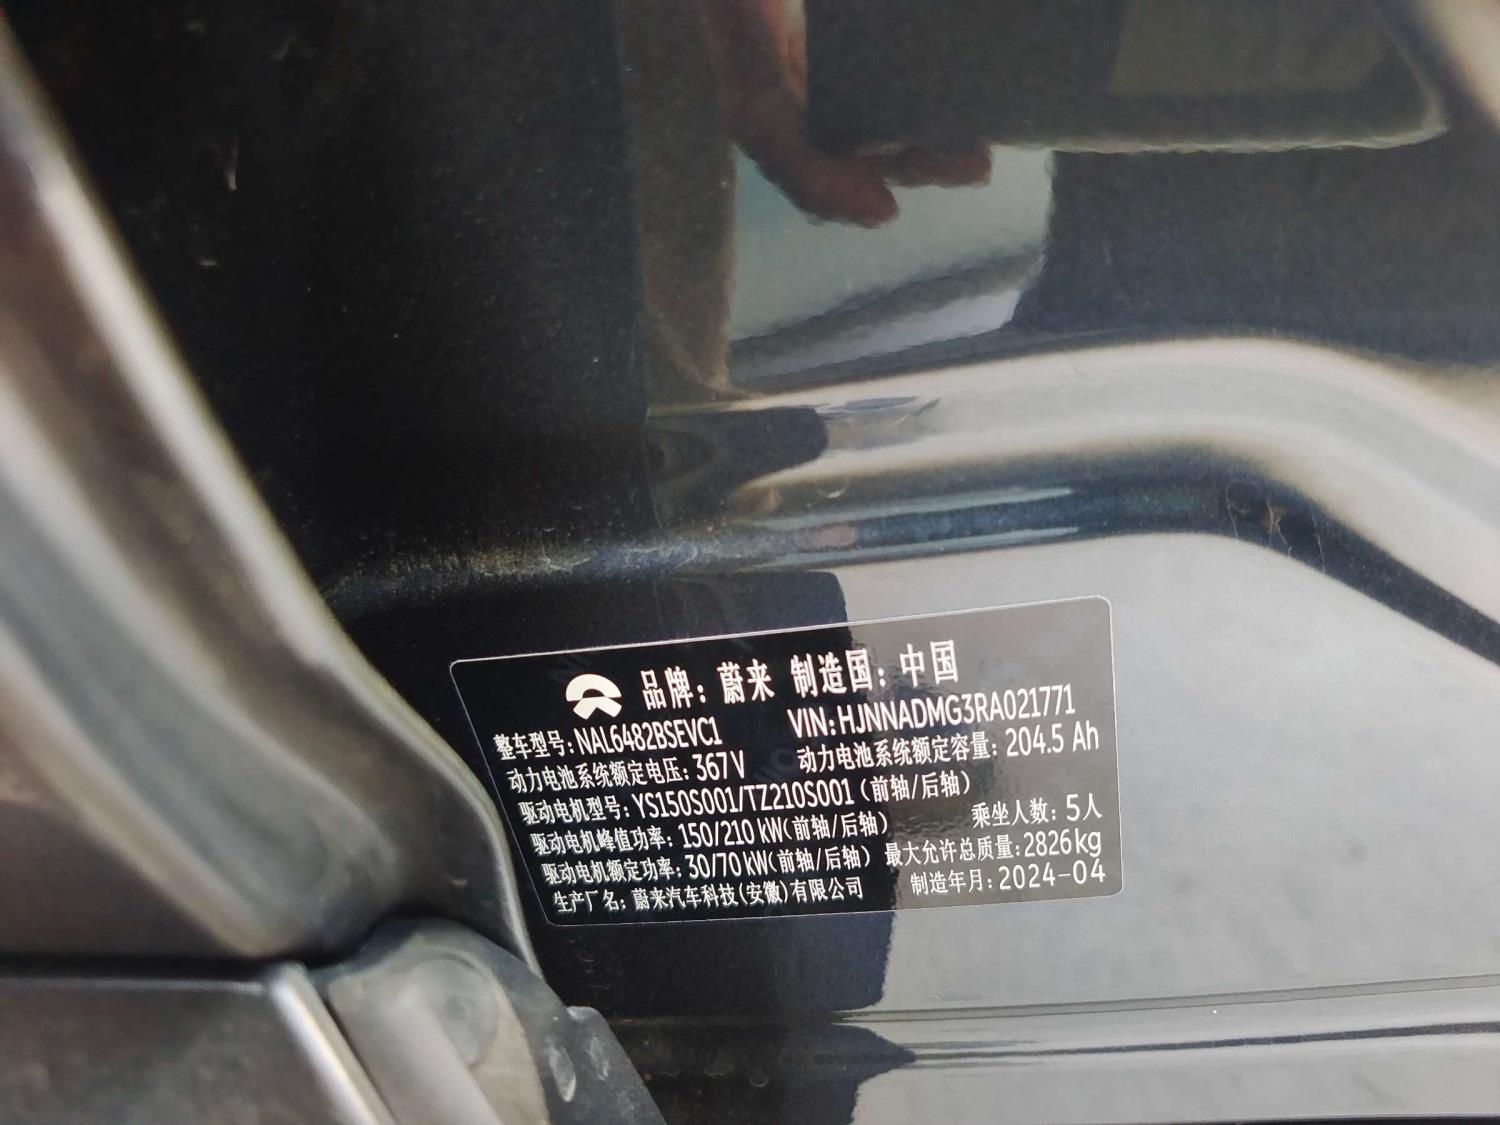 品牌：蔚来 制造国：中国
整车型号：NAL6482BSEVC1 VIN：HJNNADMG3RA021771
动力电池系统额定电压：367V 动力电池系统额定容量：204.5 Ah
驱动电机型号：YS150S001/TZ210S001（前轴/后轴）
驱动电机峰值功率：150/210 kW（前轴/后轴） 乘坐人数：5人
驱动电机额定功率：30/70 kW（前轴/后轴） 最大允许总质量：2826kg
生产厂名：蔚来汽车科技（安徽）有限公司 制造年月：2024-04